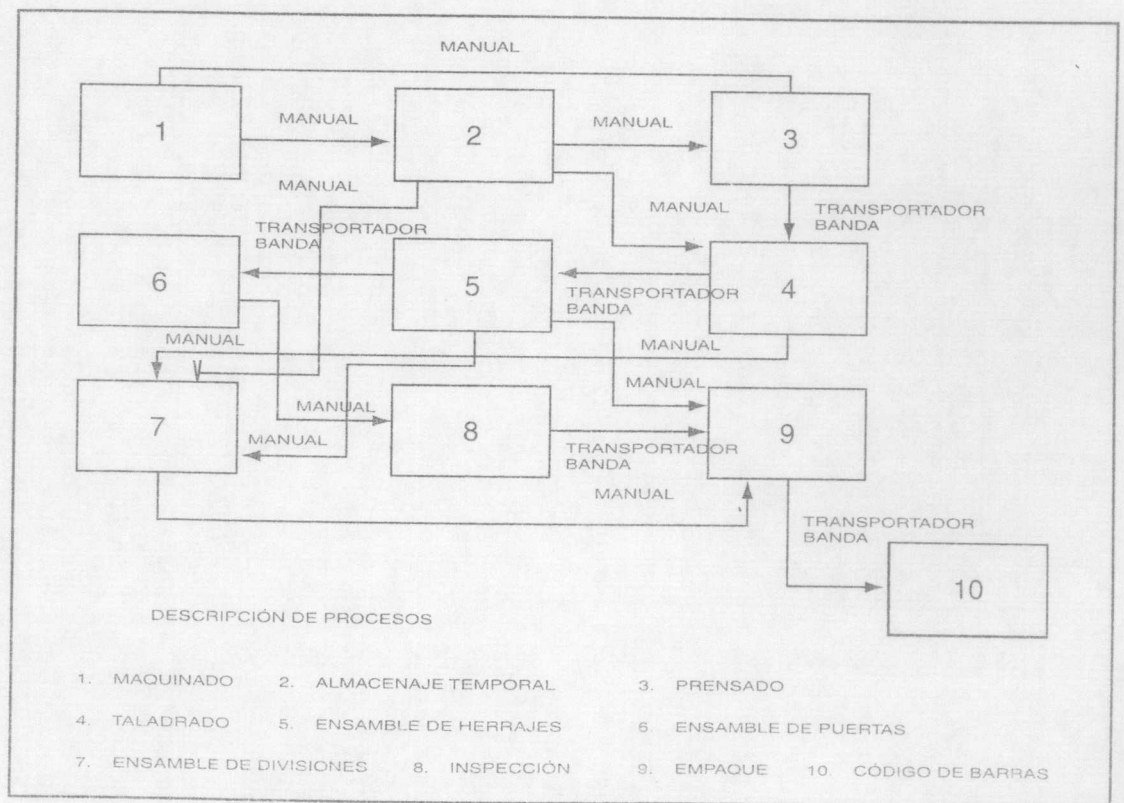 MANUAL
1
MANUAL
2
MANUAL
3
MANUAL
MANUAL
TRANSPORTADOR
BANDA
TRANSPORTADOR
BANDA
6
5
TRANSPORTADOR
BANDA
4
MANUAL
MANUAL
7
MANUAL
MANUAL
8
MANUAL
TRANSPORTADOR
BANDA
9
MANUAL
TRANSPORTADOR
BANDA
10
DESCRIPCIÓN DE PROCESOS
1. MAQUINADO 2. ALMACENAJE TEMPORAL 3. PRENSADO
4. TALADRADO 5. ENSAMBLE DE HERRAJES 6. ENSAMBLE DE PUERTAS
7. ENSAMBLE DE DIVISIONES 8. INSPECCIÓN 9. EMPAQUE 10. CÓDIGO DE BARRAS